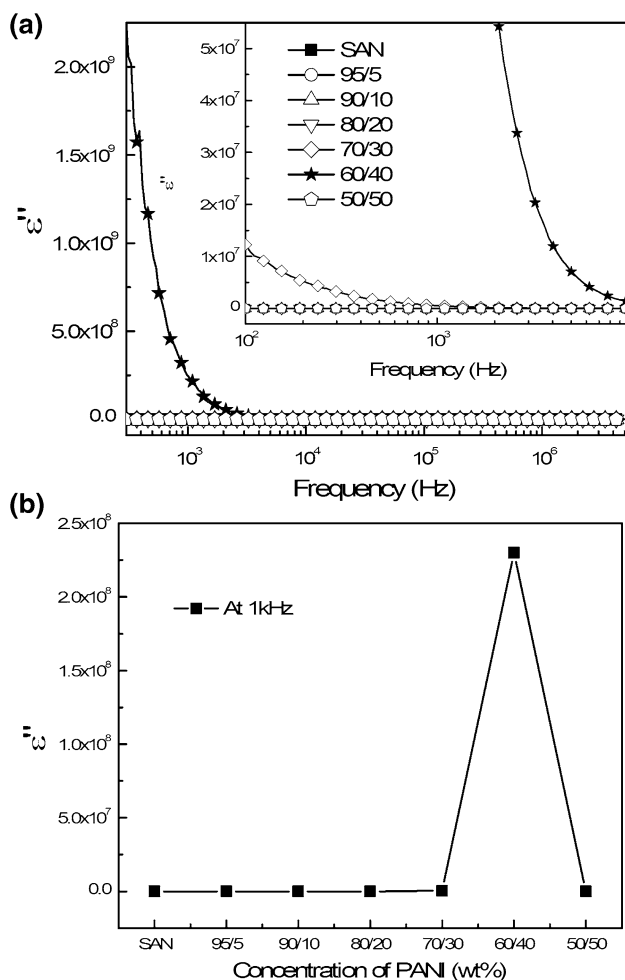 (a)
2.0x10⁹
1.5x10⁹
1.0x10⁹
5.0x10⁸
0.0
ε"
5x10⁷
4x10⁷
3x10⁷
2x10⁷
1x10⁷
0
ε"
SAN
95/5
90/10
80/20
70/30
60/40
50/50
10²
10³
Frequency (Hz)
10³
10⁴
10⁵
10⁶
Frequency (Hz)
(b)
2.5x10⁸
2.0x10⁸
1.5x10⁸
1.0x10⁸
5.0x10⁷
0.0
ε"
At 1kHz
SAN
95/5
90/10
80/20
70/30
60/40
50/50
Concentration of PANI (wt%)